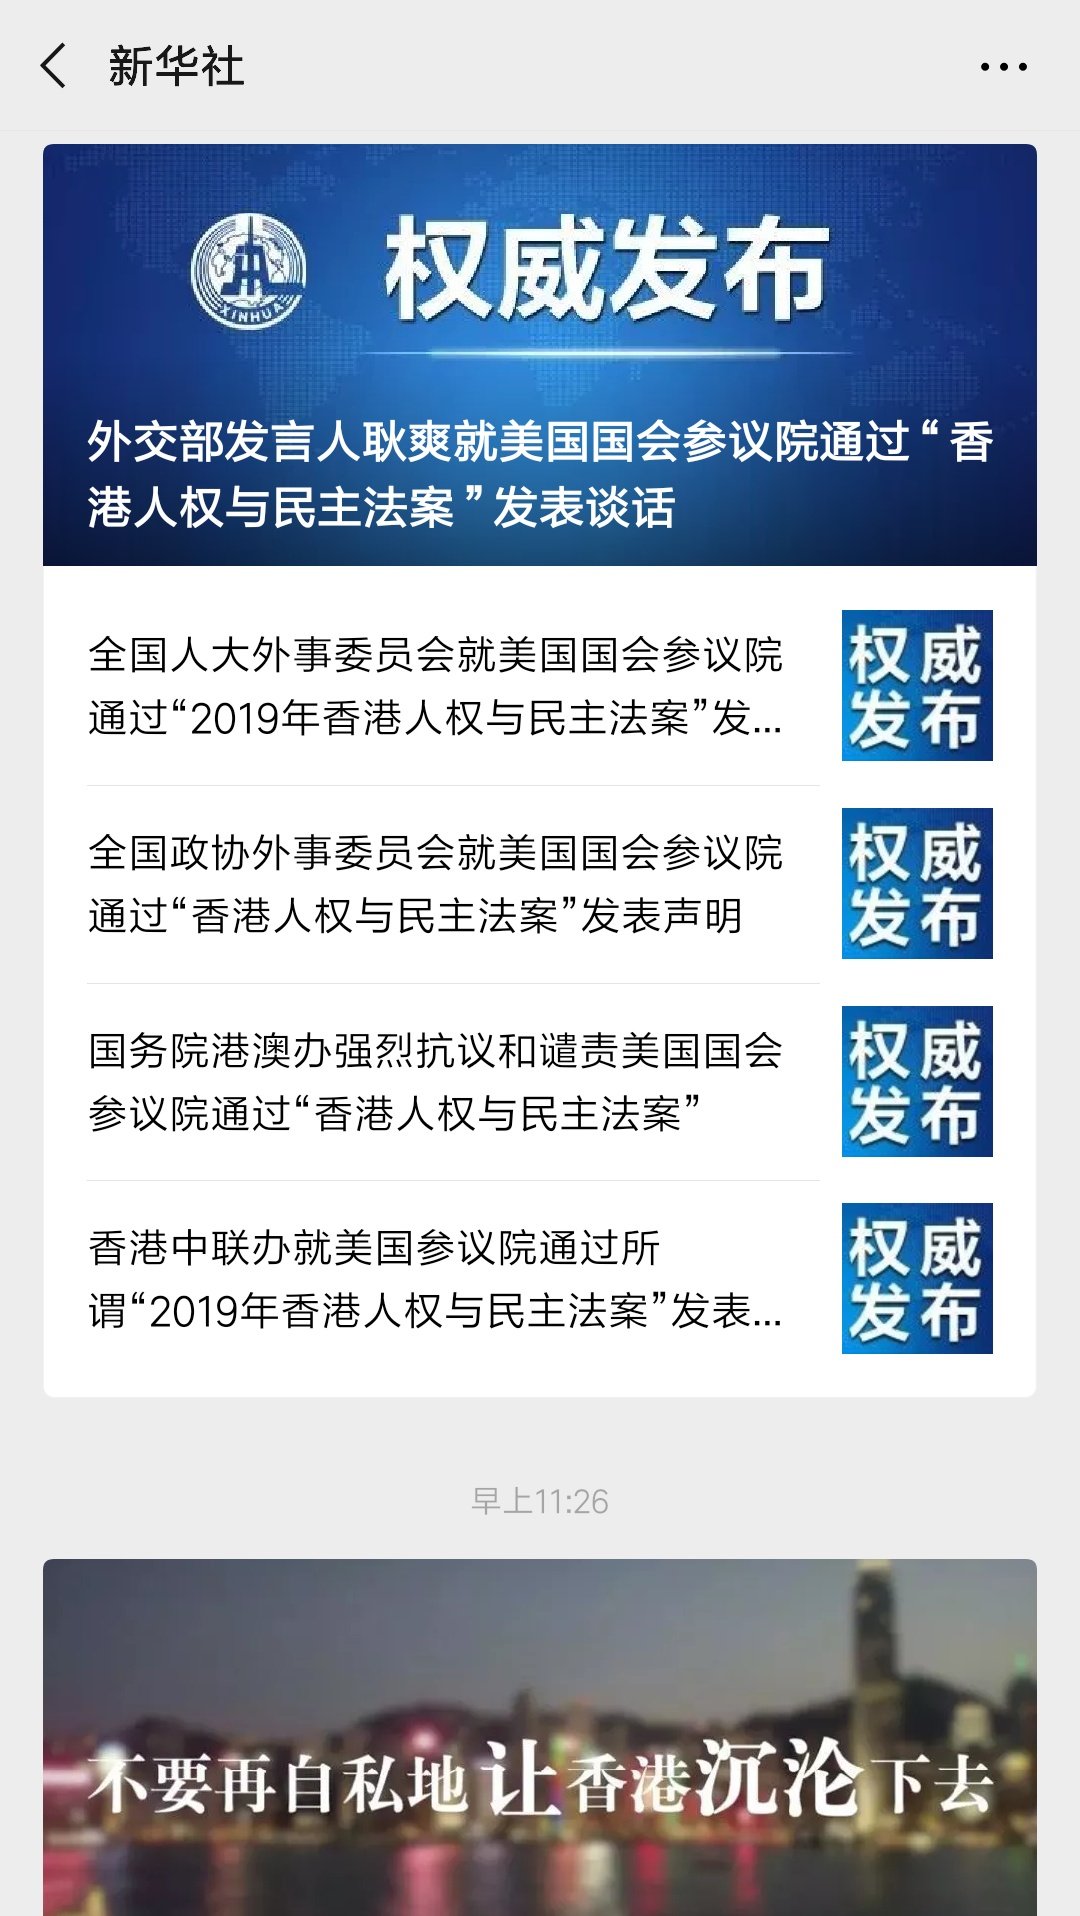 新华社
权威发布
XINHUA
外交部发言人耿爽就美国国会参议院通过“香
港人权与民主法案”发表谈话
全国人大外事委员会就美国国会参议院
通过“2019年香港人权与民主法案”发...
权威
发布
全国政协外事委员会就美国国会参议院
通过“香港人权与民主法案”发表声明
权威
发布
国务院港澳办强烈抗议和谴责美国国会
参议院通过“香港人权与民主法案”
权威
发布
香港中联办就美国参议院通过所
谓“2019年香港人权与民主法案”发表...
权威
发布
早上11:26
不要再自私地让香港沉沦下去